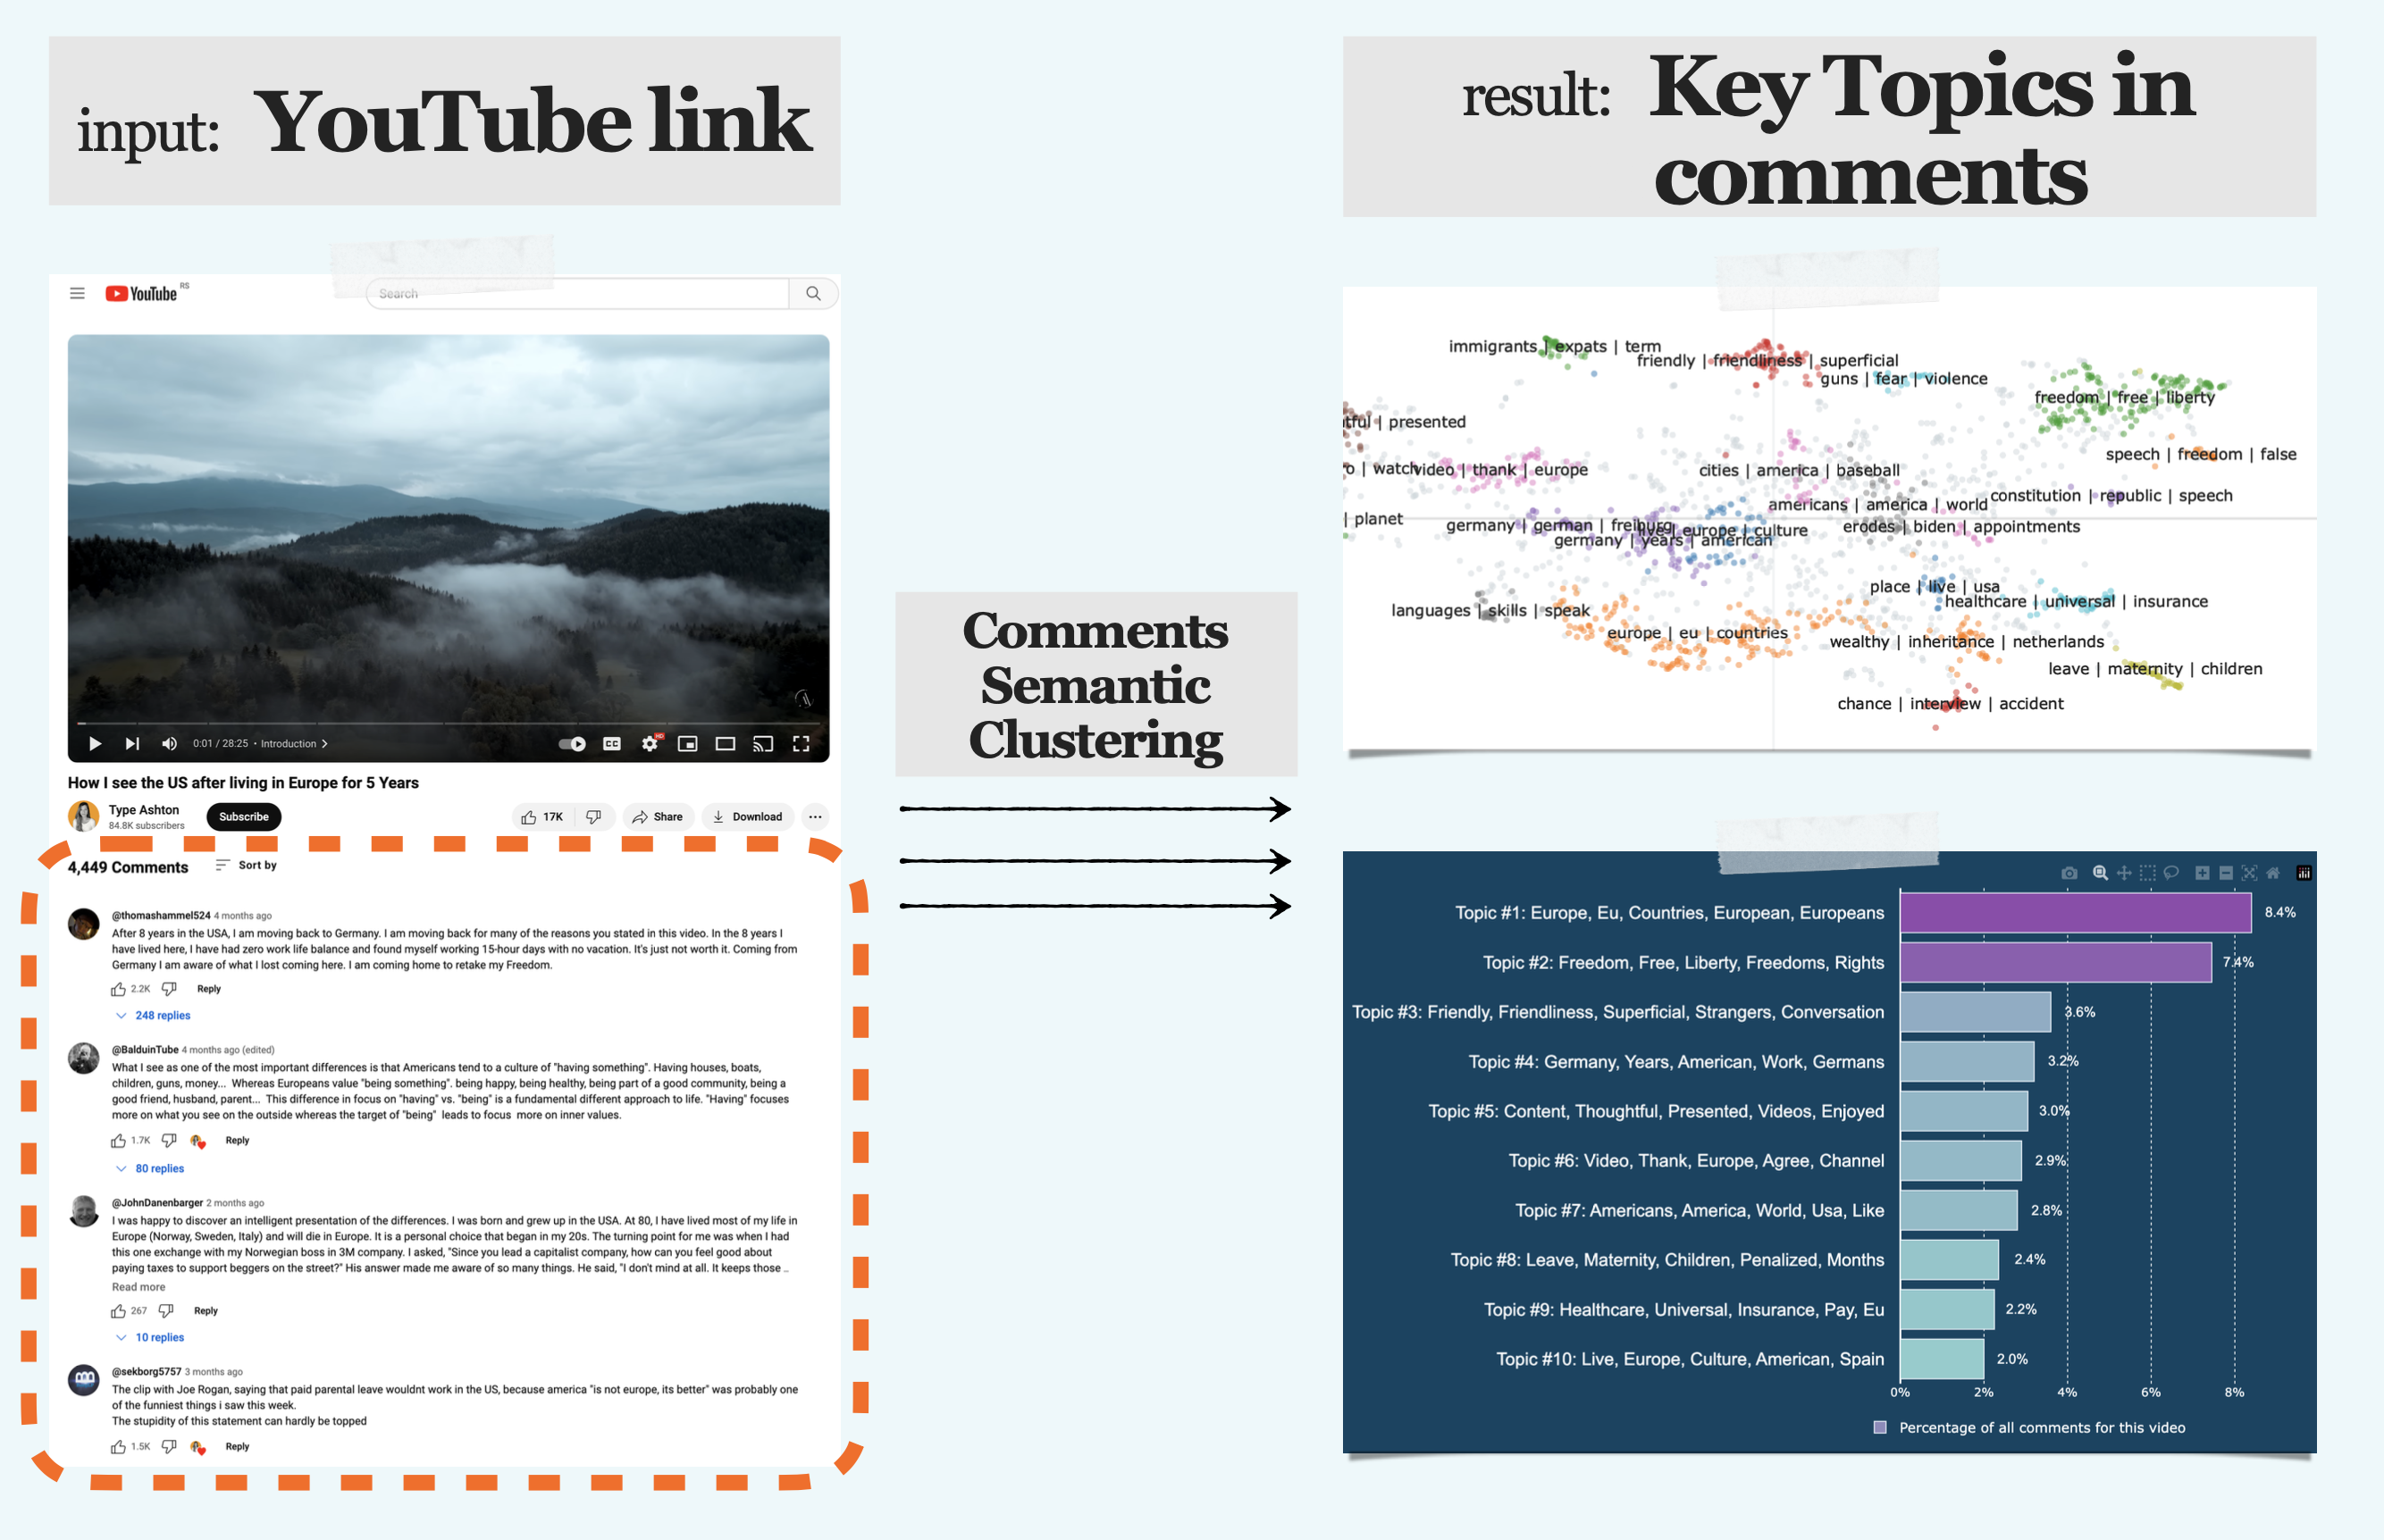 input: YouTube link
result: Key Topics in
comments
YouTube RS
Search
0:01 / 28:25 • Introduction
CC
HD
How I see the US after living in Europe for 5 Years
Type Ashton
84.8K subscribers
Subscribe
17K
Share
Download
4,449 Comments
Sort by
@thomashammel524 4 months ago
After 8 years in the USA, I am moving back to Germany. I am moving back for many of the reasons you stated in this video. In the 8 years I
have lived here, I have had zero work life balance and found myself working 15-hour days with no vacation. It's just not worth it. Coming from
Germany I am aware of what I lost coming here. I am coming home to retake my Freedom.
2.2K
Reply
248 replies
@BalduinTube 4 months ago (edited)
What I see as one of the most important differences is that Americans tend to a culture of "having something". Having houses, boats,
children, guns, money... Whereas Europeans value "being something". being happy, being healthy, being part of a good community, being a
good friend, husband, parent... This difference in focus on "having" vs. "being" is a fundamental different approach to life. "Having" focuses
more on what you see on the outside whereas the target of "being" leads to focus more on inner values.
1.7K
Reply
80 replies
@JohnDanenbarger 2 months ago
I was happy to discover an intelligent presentation of the differences. I was born and grew up in the USA. At 80, I have lived most of my life in
Europe (Norway, Sweden, Italy) and will die in Europe. It is a personal choice that began in my 20s. The turning point for me was when I had
this one exchange with my Norwegian boss in 3M company. I asked, "Since you lead a capitalist company, how can you feel good about
paying taxes to support beggers on the street?" His answer made me aware of so many things. He said, "I don't mind at all. It keeps those ...
Read more
267
Reply
10 replies
@sekborg5757 3 months ago
The clip with Joe Rogan, saying that paid parental leave wouldnt work in the US, because america "is not europe, its better" was probably one
of the funniest things i saw this week.
The stupidity of this statement can hardly be topped
1.5K
Reply
Comments
Semantic
Clustering
immigrants | expats | term
friendly | friendliness | superficial
guns | fear | violence
freedom | free | liberty
tful | presented
speech | freedom | false
o | watch
video | thank | europe
cities | america | baseball
constitution | republic | speech
americans | america | world
| planet
germany | german | freiburg
live | europe | culture
erodes | biden | appointments
germany | years | american
place | live | usa
healthcare | universal | insurance
languages | skills | speak
europe | eu | countries
wealthy | inheritance | netherlands
leave | maternity | children
chance | interview | accident
Topic #1: Europe, Eu, Countries, European, Europeans 8.4%
Topic #2: Freedom, Free, Liberty, Freedoms, Rights 7.4%
Topic #3: Friendly, Friendliness, Superficial, Strangers, Conversation 3.6%
Topic #4: Germany, Years, American, Work, Germans 3.2%
Topic #5: Content, Thoughtful, Presented, Videos, Enjoyed 3.0%
Topic #6: Video, Thank, Europe, Agree, Channel 2.9%
Topic #7: Americans, America, World, Usa, Like 2.8%
Topic #8: Leave, Maternity, Children, Penalized, Months 2.4%
Topic #9: Healthcare, Universal, Insurance, Pay, Eu 2.2%
Topic #10: Live, Europe, Culture, American, Spain 2.0%
0% 2% 4% 6% 8%
Percentage of all comments for this video